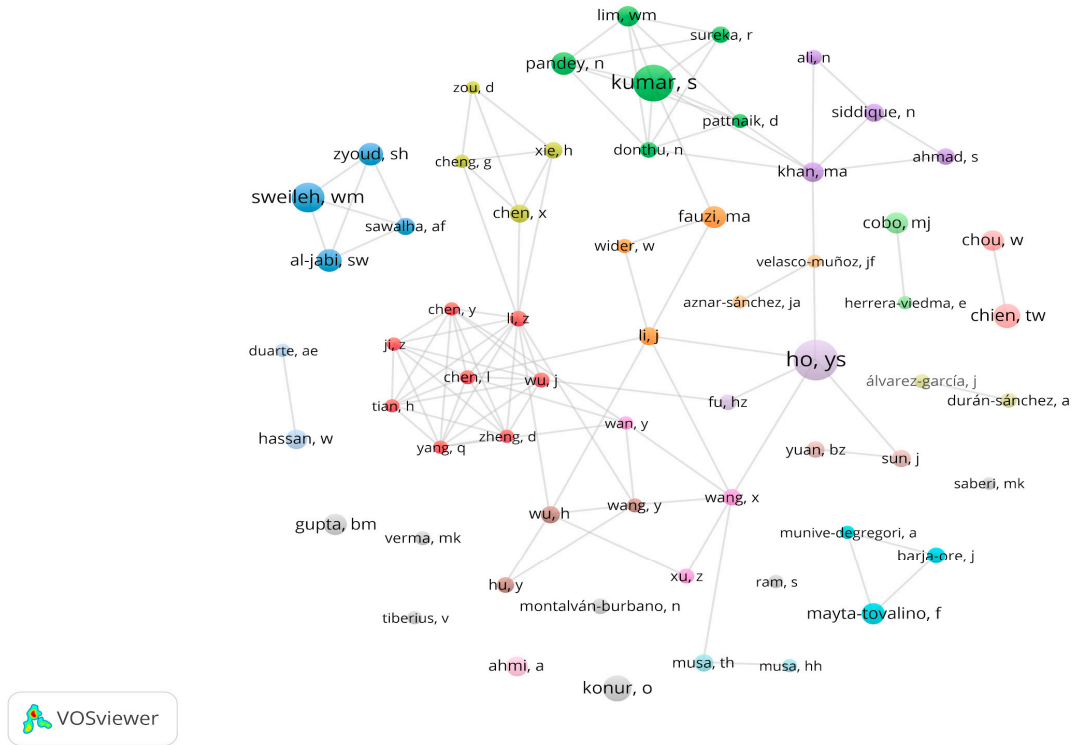 lim, wm
sureka, r
ali, n
pandey, n
kumar, s
zou, d
siddique, n
pattnaik, d
zyoud, sh
xie, h
donthu, n
ahmad, s
cheng, g
khan, ma
sweileh, wm
chen, x
fauzi, ma
cobo, mj
sawalha, af
chou, w
wider, w
al-jabi, sw
velasco-muñoz, jf
aznar-sánchez, ja
herrera-viedma, e
chen, y
li, z
chien, tw
li, j
ji, z
duarte, ae
ho, ys
chen, l
wu, j
álvarez-garcía, j
durán-sánchez, a
fu, hz
tian, h
wan, y
zheng, d
hassan, w
yang, q
yuan, bz
sun, j
saberi, mk
wang, x
wang, y
wu, h
gupta, bm
verma, mk
munive-degregori, a
barja-ore, j
xu, z
hu, y
ram, s
montalván-burbano, n
mayta-tovalino, f
tiberius, v
ahmi, a
musa, th
musa, hh
konur, o
VOSviewer